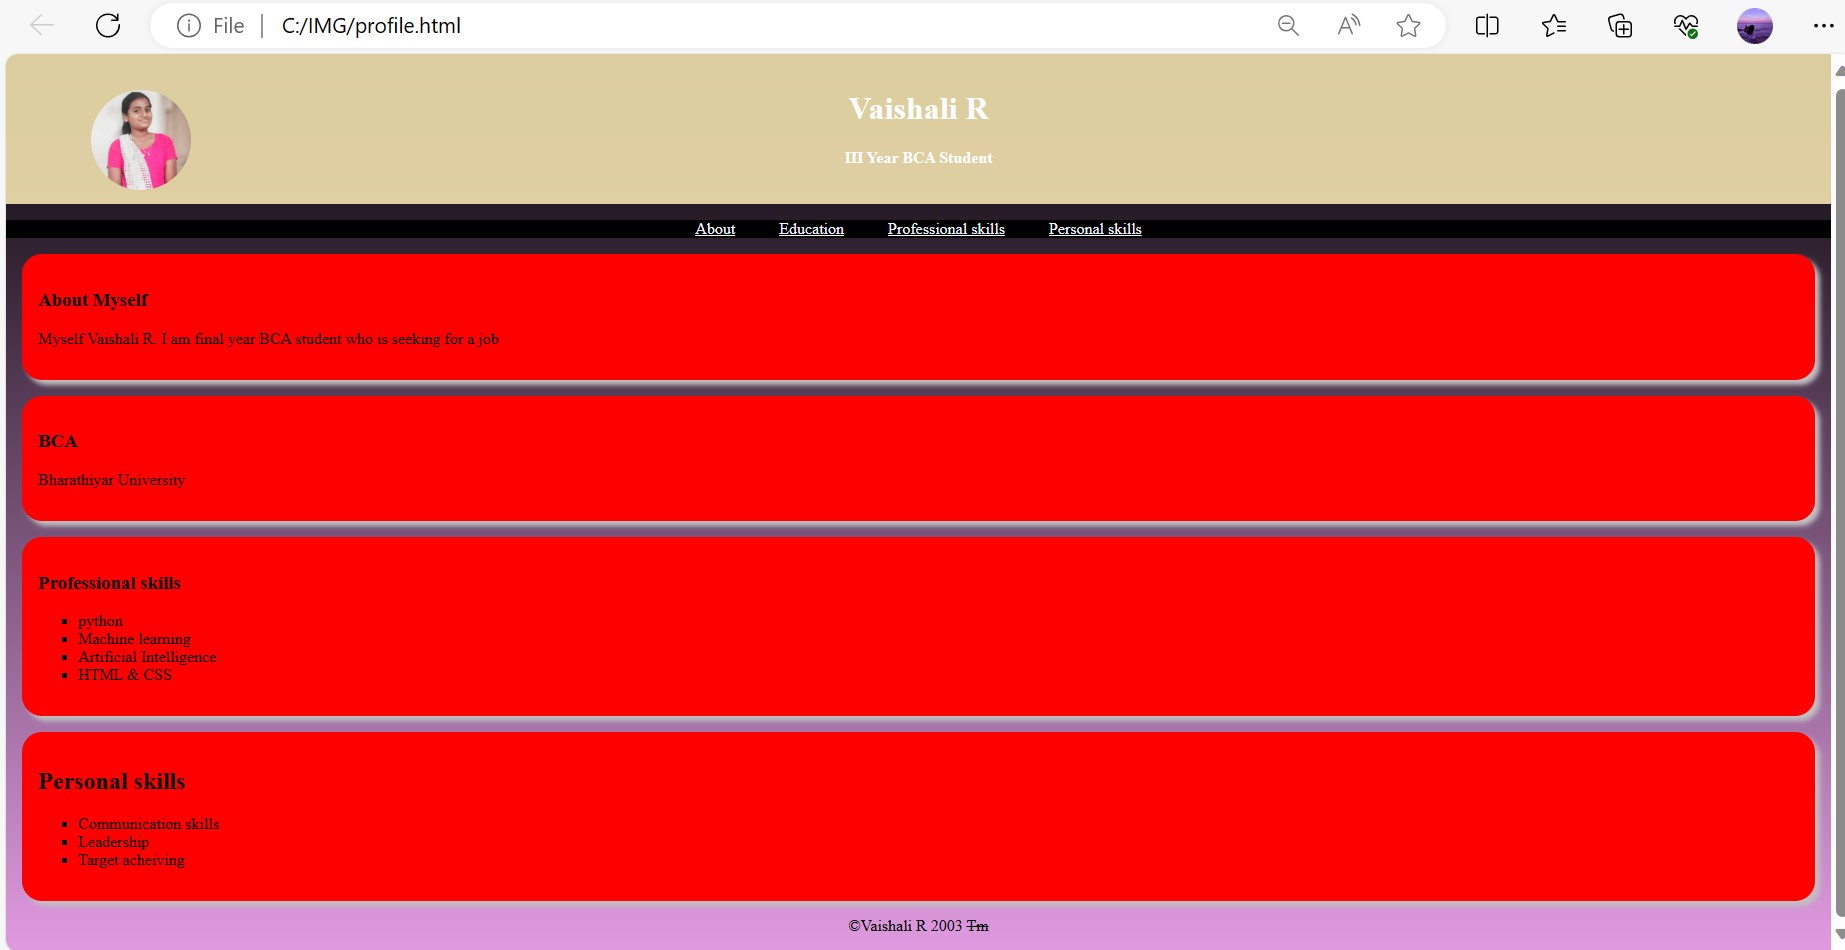 File C:/IMG/profile.html
Vaishali R
III Year BCA Student
About Education Professional skills Personal skills
About Myself
Myself Vaishali R. I am final year BCA student who is seeking for a job
BCA
Bharathiyar University
Professional skills
python
Machine learning
Artificial Intelligence
HTML & CSS
Personal skills
Communication skills
Leadership
Target acheiving
©Vaishali R 2003 Tm